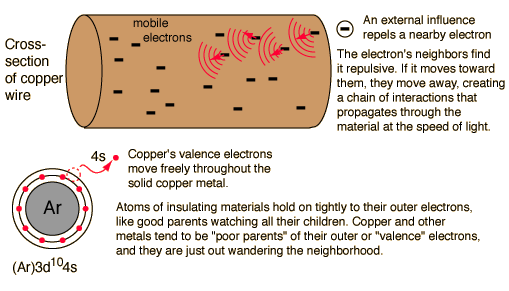 mobile
electrons
Cross-
section
of copper
wire
An external influence
repels a nearby electron
The electron's neighbors find
it repulsive. If it moves toward
them, they move away, creating
a chain of interactions that
propagates through the
material at the speed of light.
4s
Copper's valence electrons
move freely throughout the
solid copper metal.
Ar
(Ar)3d¹⁰4s
Atoms of insulating materials hold on tightly to their outer electrons,
like good parents watching all their children. Copper and other
metals tend to be "poor parents" of their outer or "valence" electrons,
and they are just out wandering the neighborhood.